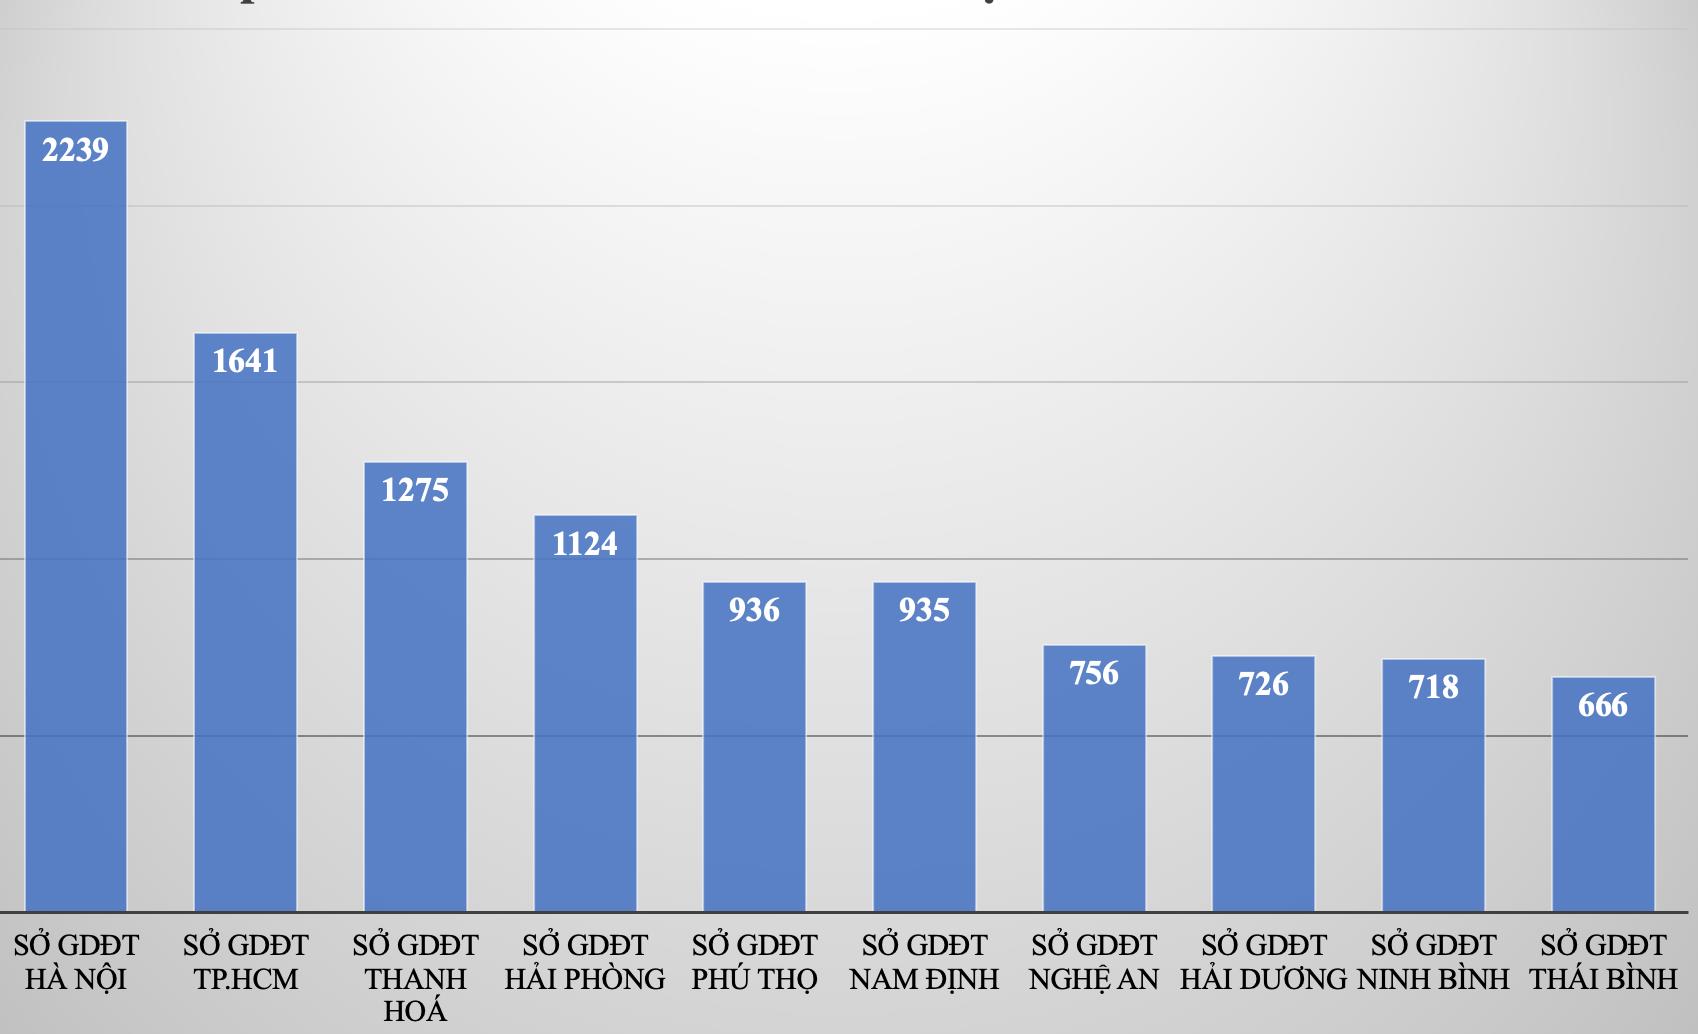 2239
1641
1275
1124
936
935
756
726
718
666
SỞ GDĐT
HÀ NỘI
SỞ GDĐT
TP.HCM
SỞ GDĐT
THANH
HOÁ
SỞ GDĐT
HẢI PHÒNG
SỞ GDĐT
PHÚ THỌ
SỞ GDĐT
NAM ĐỊNH
SỞ GDĐT
NGHỆ AN
SỞ GDĐT
HẢI DƯƠNG
SỞ GDĐT
NINH BÌNH
SỞ GDĐT
THÁI BÌNH